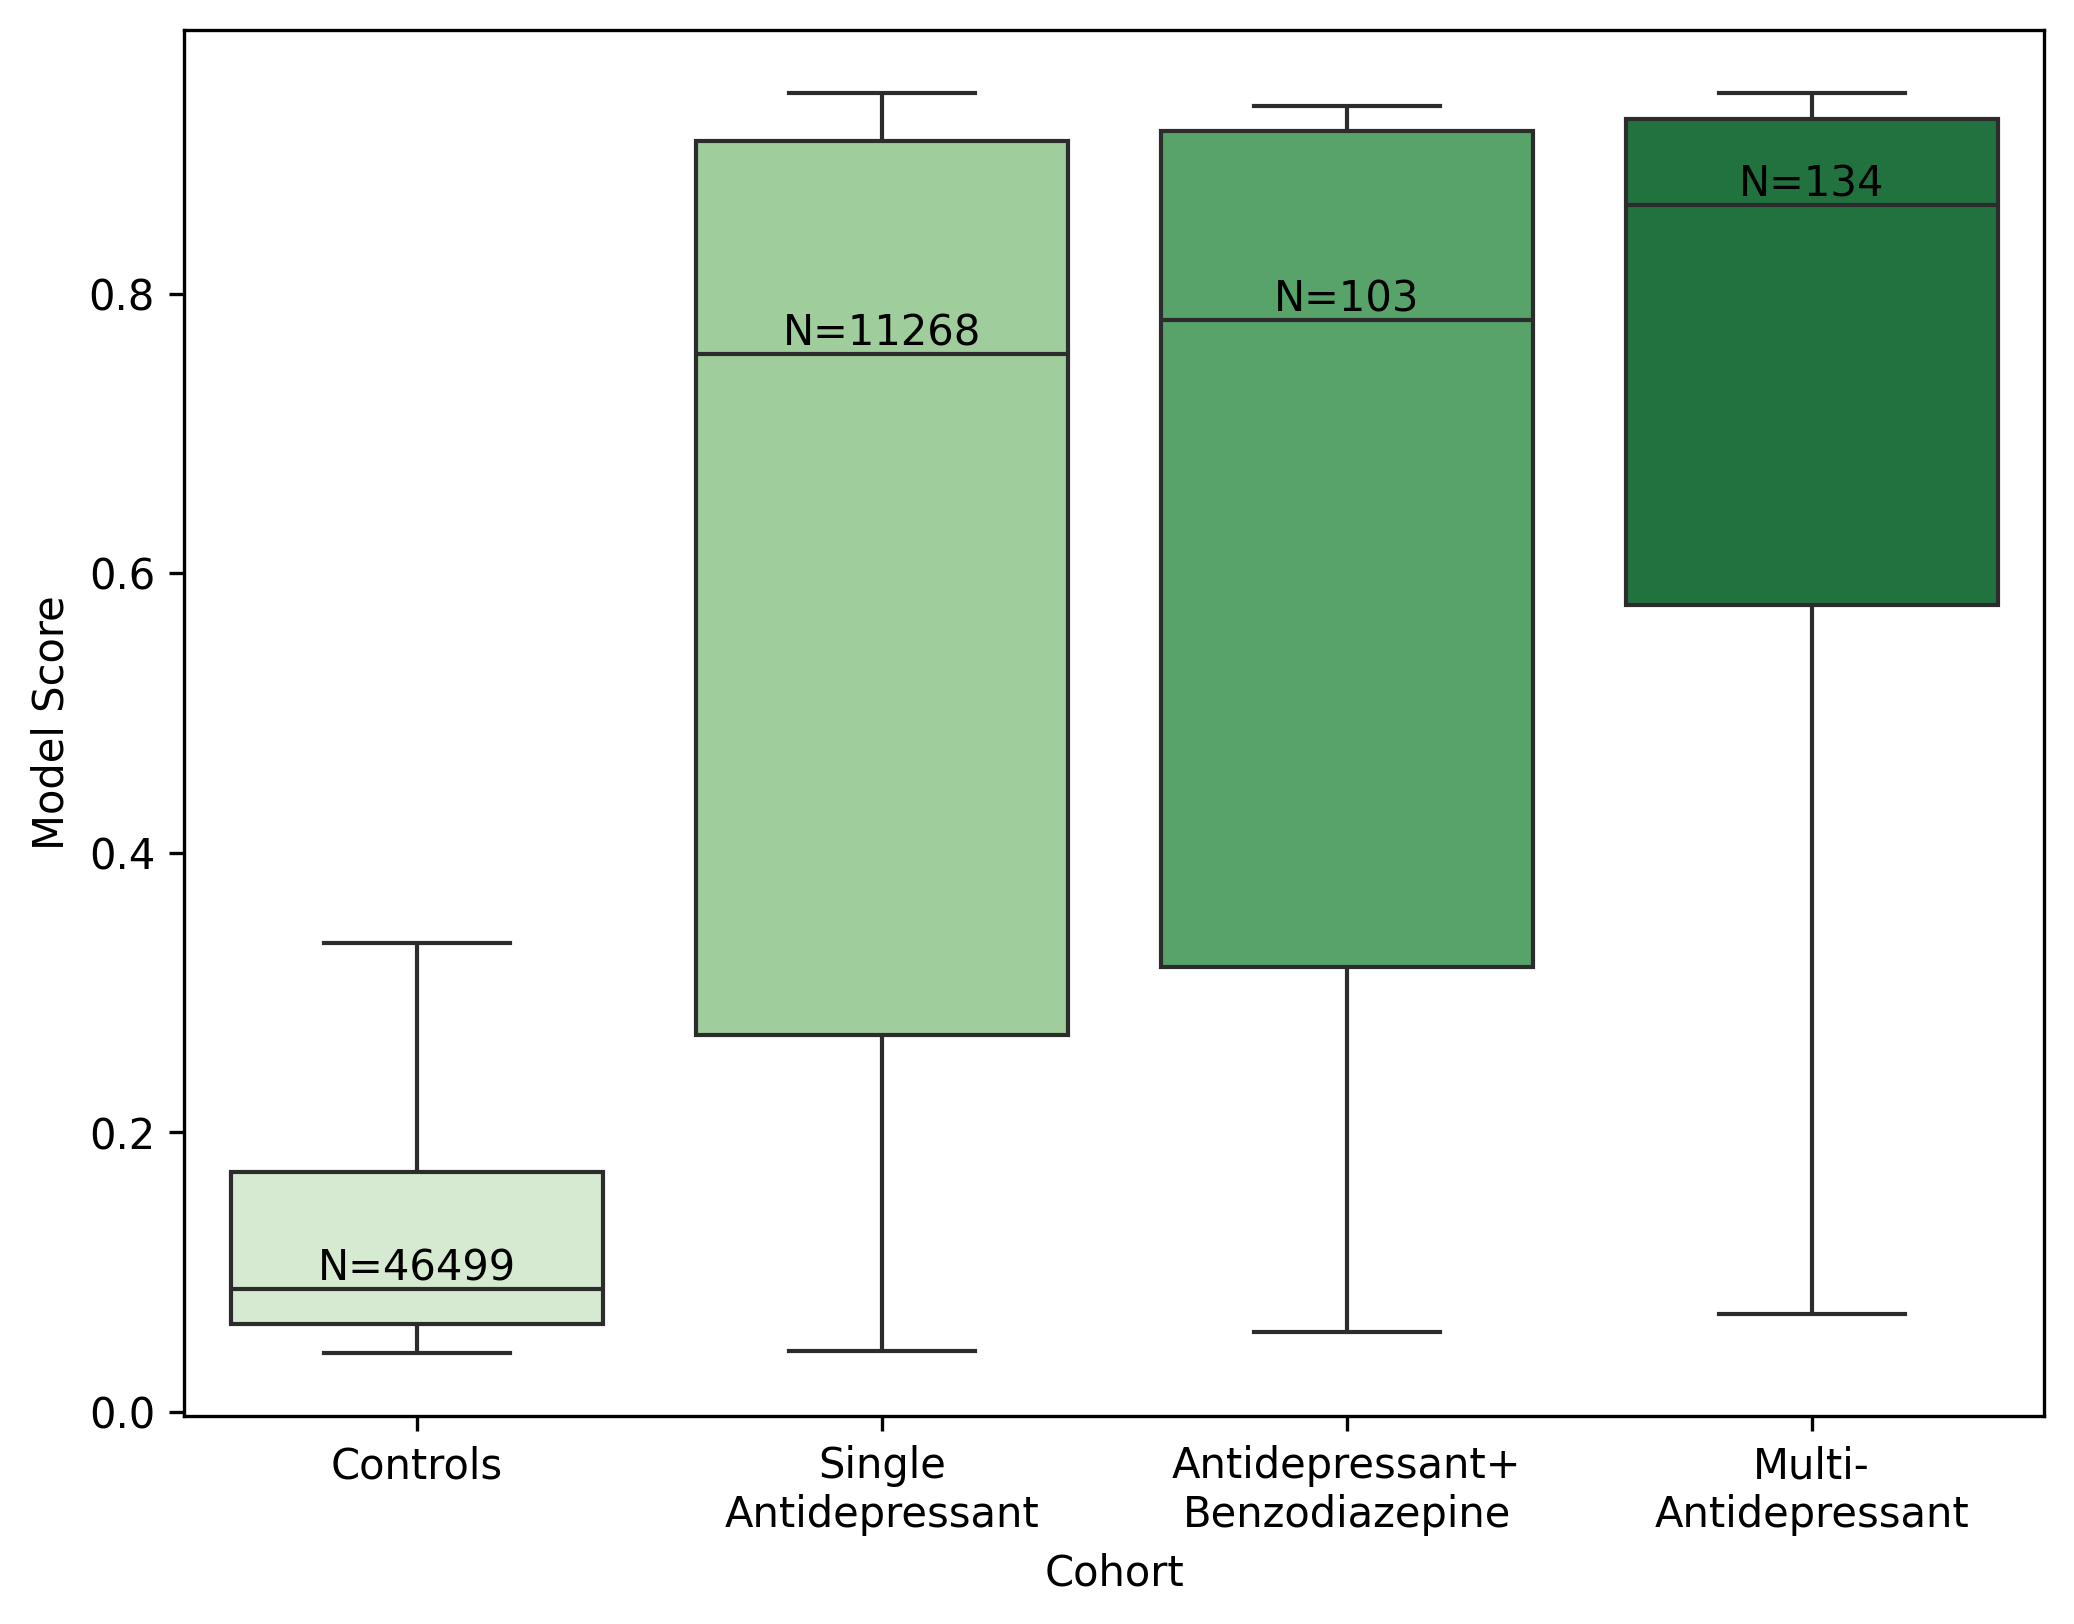 N=134
0.8
N=103
N=11268
0.6
Model Score
0.4
0.2
N=46499
0.0
Controls
Single
Antidepressant
Antidepressant+
Benzodiazepine
Multi-
Antidepressant
Cohort